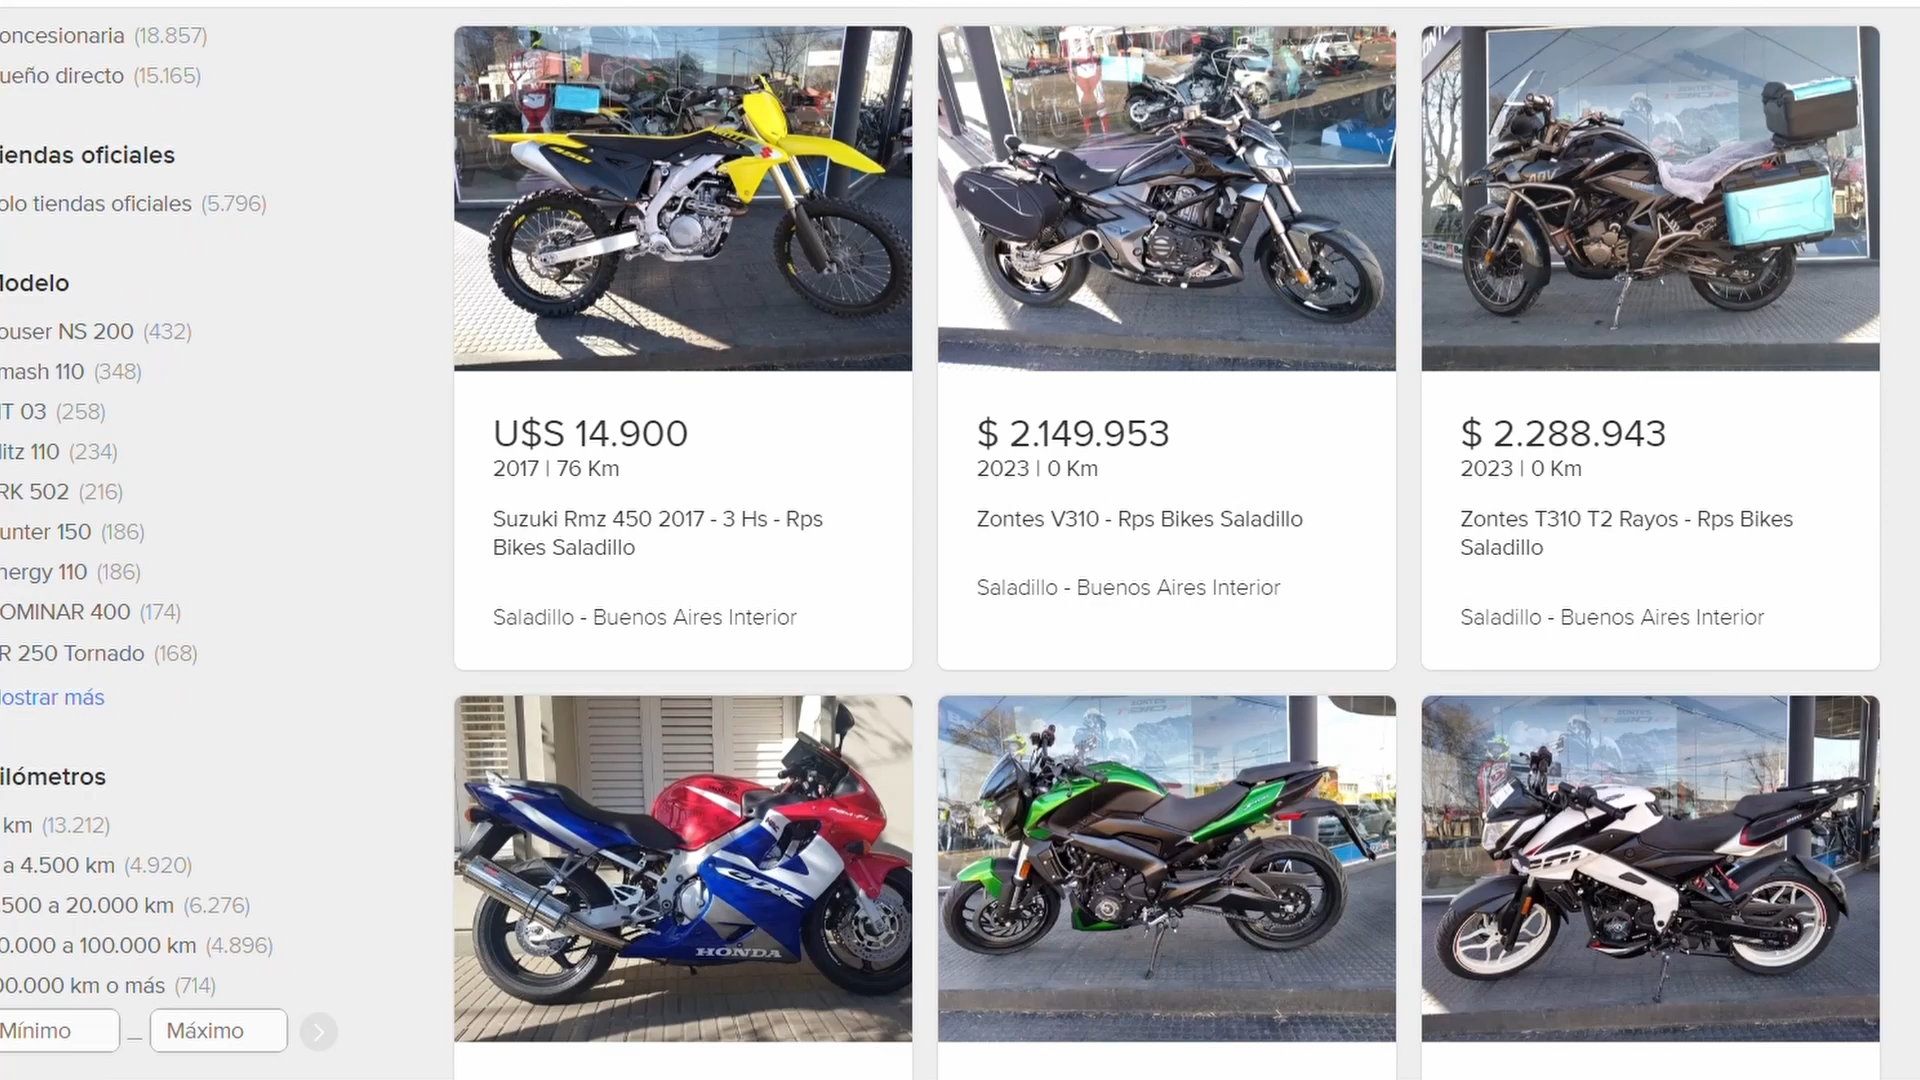 oncesionaria (18.857)
ueño directo (15.165)
iendas oficiales
olo tiendas oficiales (5.796)
odelo
ouser NS 200 (432)
mash 110 (348)
T 03 (258)
litz 110 (234)
RK 502 (216)
unter 150 (186)
nergy 110 (186)
OMINAR 400 (174)
R 250 Tornado (168)
ostrar más
ilómetros
km (13.212)
a 4.500 km (4.920)
500 a 20.000 km (6.276)
0.000 a 100.000 km (4.896)
00.000 km o más (714)
Mínimo — Máximo
450
U$S 14.900
2017 | 76 Km
Suzuki Rmz 450 2017 - 3 Hs - Rps
Bikes Saladillo
Saladillo - Buenos Aires Interior
$ 2.149.953
2023 | 0 Km
Zontes V310 - Rps Bikes Saladillo
Saladillo - Buenos Aires Interior
$ 2.288.943
2023 | 0 Km
Zontes T310 T2 Rayos - Rps Bikes
Saladillo
Saladillo - Buenos Aires Interior
CBR
HONDA